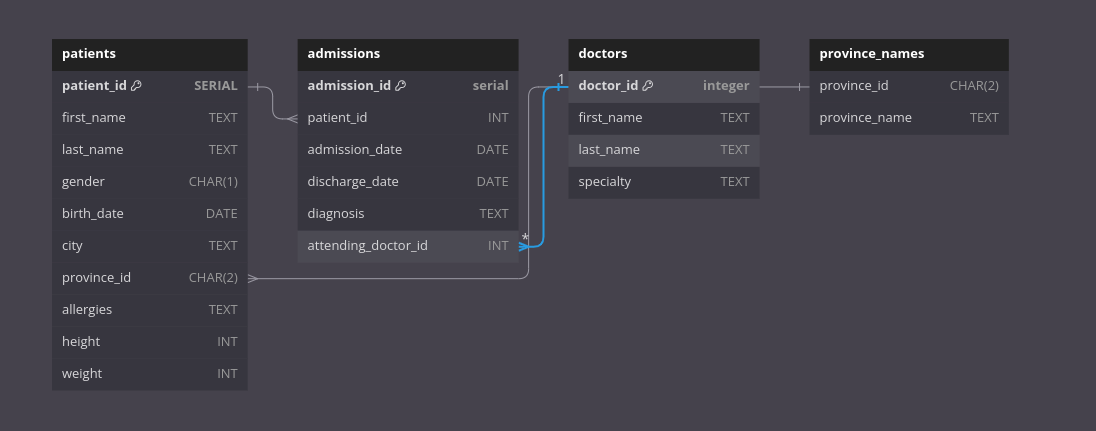 patients
patient_id SERIAL
first_name TEXT
last_name TEXT
gender CHAR(1)
birth_date DATE
city TEXT
province_id CHAR(2)
allergies TEXT
height INT
weight INT
admissions
admission_id serial
patient_id INT
admission_date DATE
discharge_date DATE
diagnosis TEXT
attending_doctor_id INT
*
1
doctors
doctor_id integer
first_name TEXT
last_name TEXT
specialty TEXT
province_names
province_id CHAR(2)
province_name TEXT